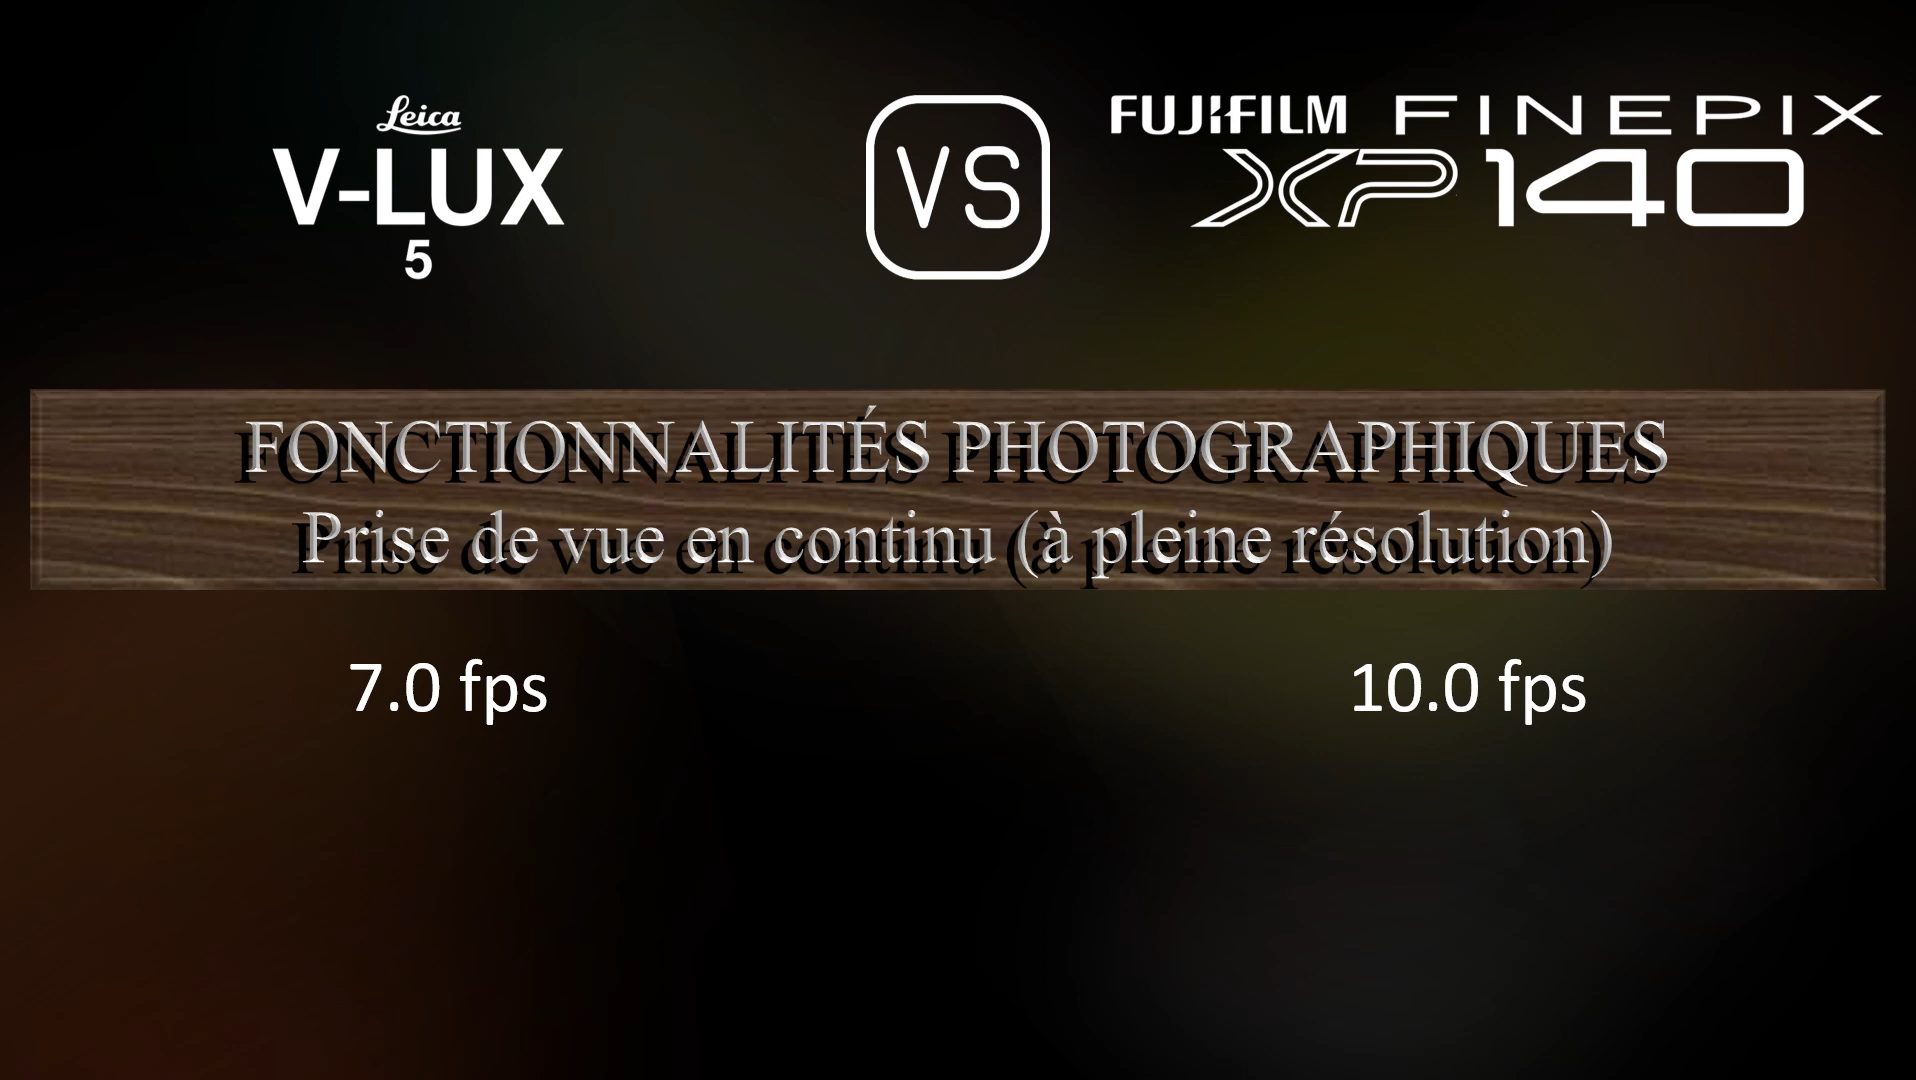 Leica
V-LUX
5
VS
FUJIFILM FINEPIX
XP140
FONCTIONNALITÉS PHOTOGRAPHIQUES
Prise de vue en continu (à pleine résolution)
7.0 fps
10.0 fps